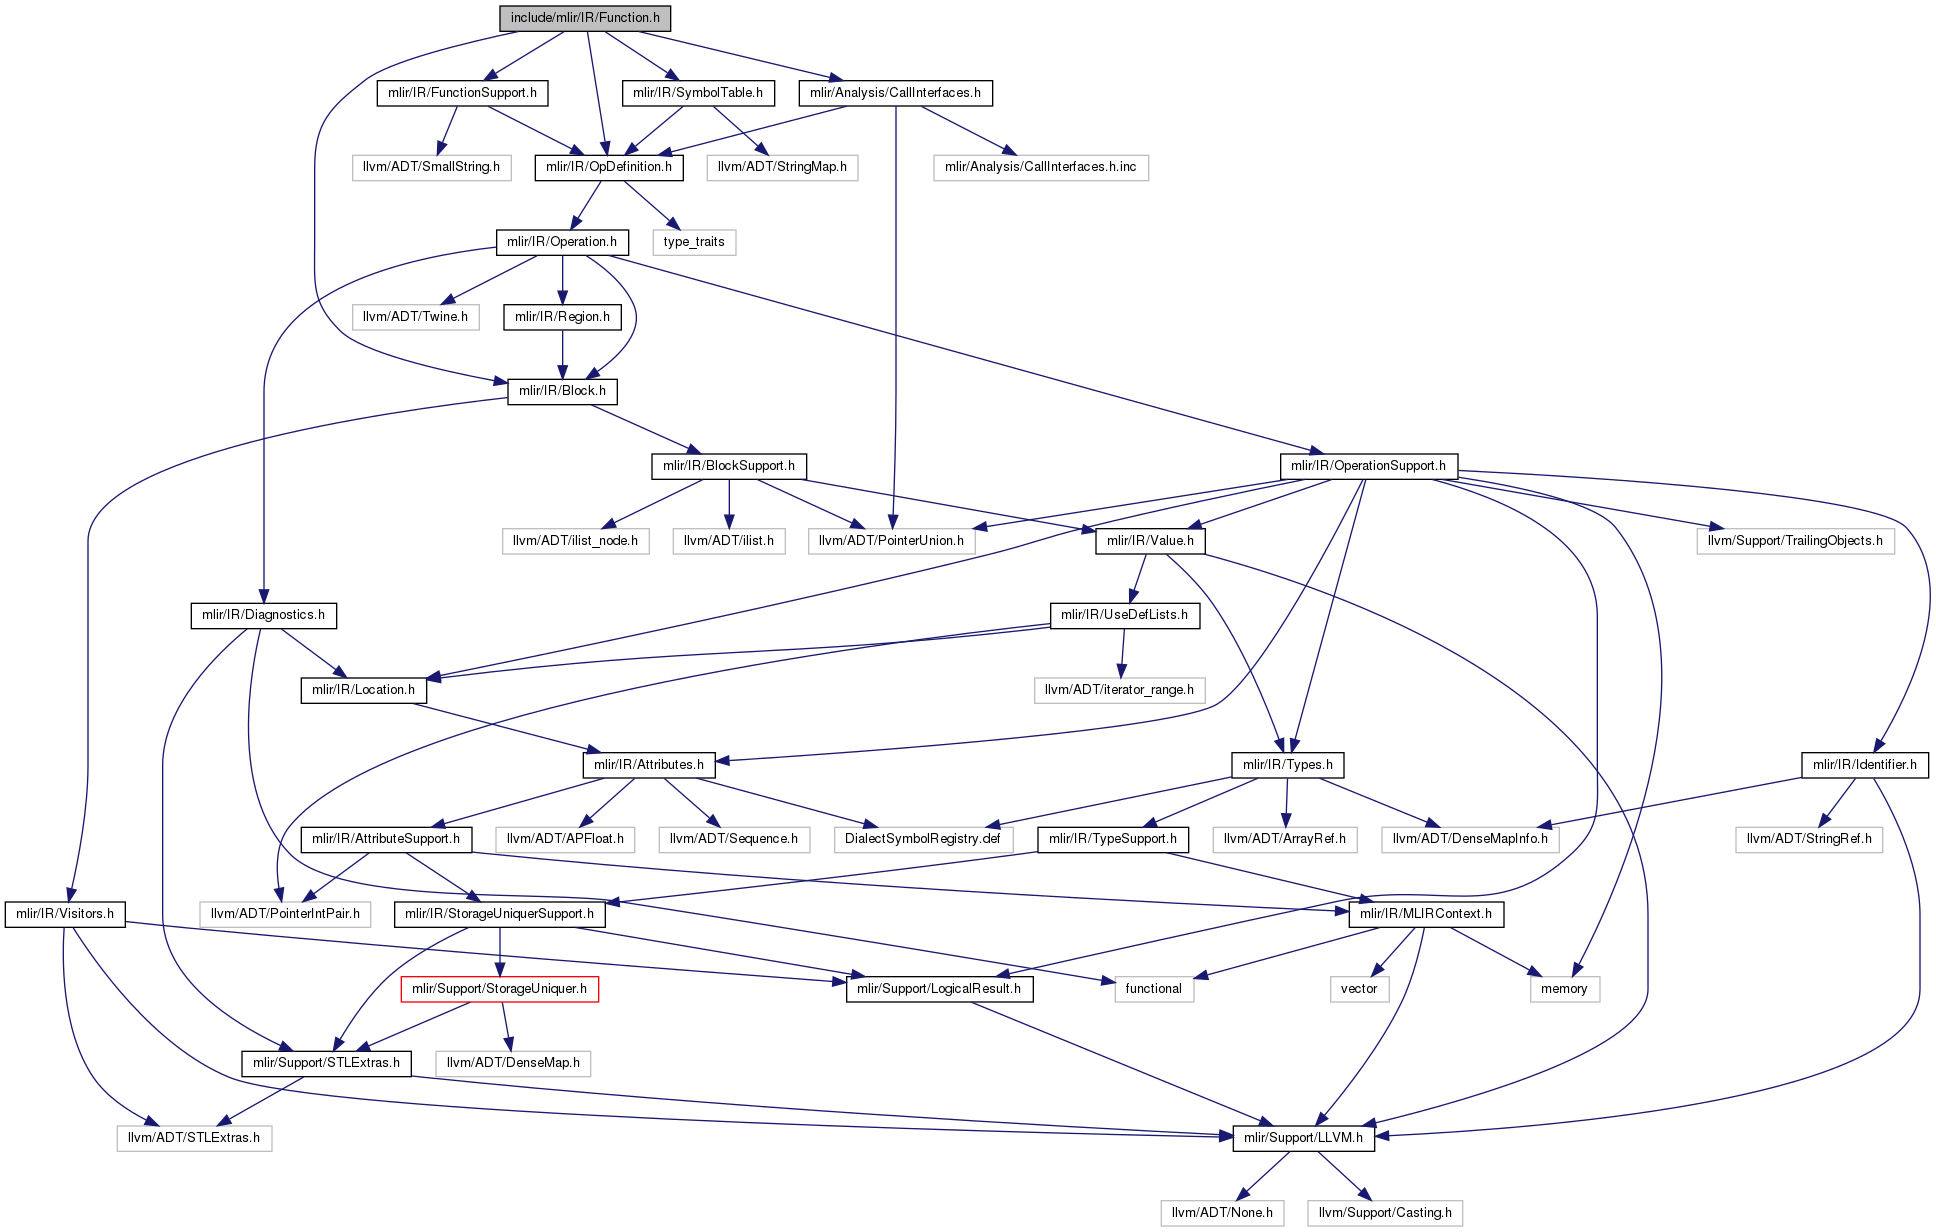 include/mlir/IR/Function.h
mlir/IR/FunctionSupport.h
mlir/IR/SymbolTable.h
mlir/Analysis/CallInterfaces.h
llvm/ADT/SmallString.h
mlir/IR/OpDefinition.h
llvm/ADT/StringMap.h
mlir/Analysis/CallInterfaces.h.inc
mlir/IR/Operation.h
type_traits
llvm/ADT/Twine.h
mlir/IR/Region.h
mlir/IR/Block.h
mlir/IR/BlockSupport.h
mlir/IR/OperationSupport.h
llvm/ADT/ilist_node.h
llvm/ADT/ilist.h
llvm/ADT/PointerUnion.h
mlir/IR/Value.h
llvm/Support/TrailingObjects.h
mlir/IR/Diagnostics.h
mlir/IR/UseDefLists.h
mlir/IR/Location.h
llvm/ADT/iterator_range.h
mlir/IR/Attributes.h
mlir/IR/Types.h
mlir/IR/Identifier.h
mlir/IR/AttributeSupport.h
llvm/ADT/APFloat.h
llvm/ADT/Sequence.h
DialectSymbolRegistry.def
mlir/IR/TypeSupport.h
llvm/ADT/ArrayRef.h
llvm/ADT/DenseMapInfo.h
llvm/ADT/StringRef.h
mlir/IR/Visitors.h
llvm/ADT/PointerIntPair.h
mlir/IR/StorageUniquerSupport.h
mlir/IR/MLIRContext.h
mlir/Support/StorageUniquer.h
mlir/Support/LogicalResult.h
functional
vector
memory
mlir/Support/STLExtras.h
llvm/ADT/DenseMap.h
llvm/ADT/STLExtras.h
mlir/Support/LLVM.h
llvm/ADT/None.h
llvm/Support/Casting.h